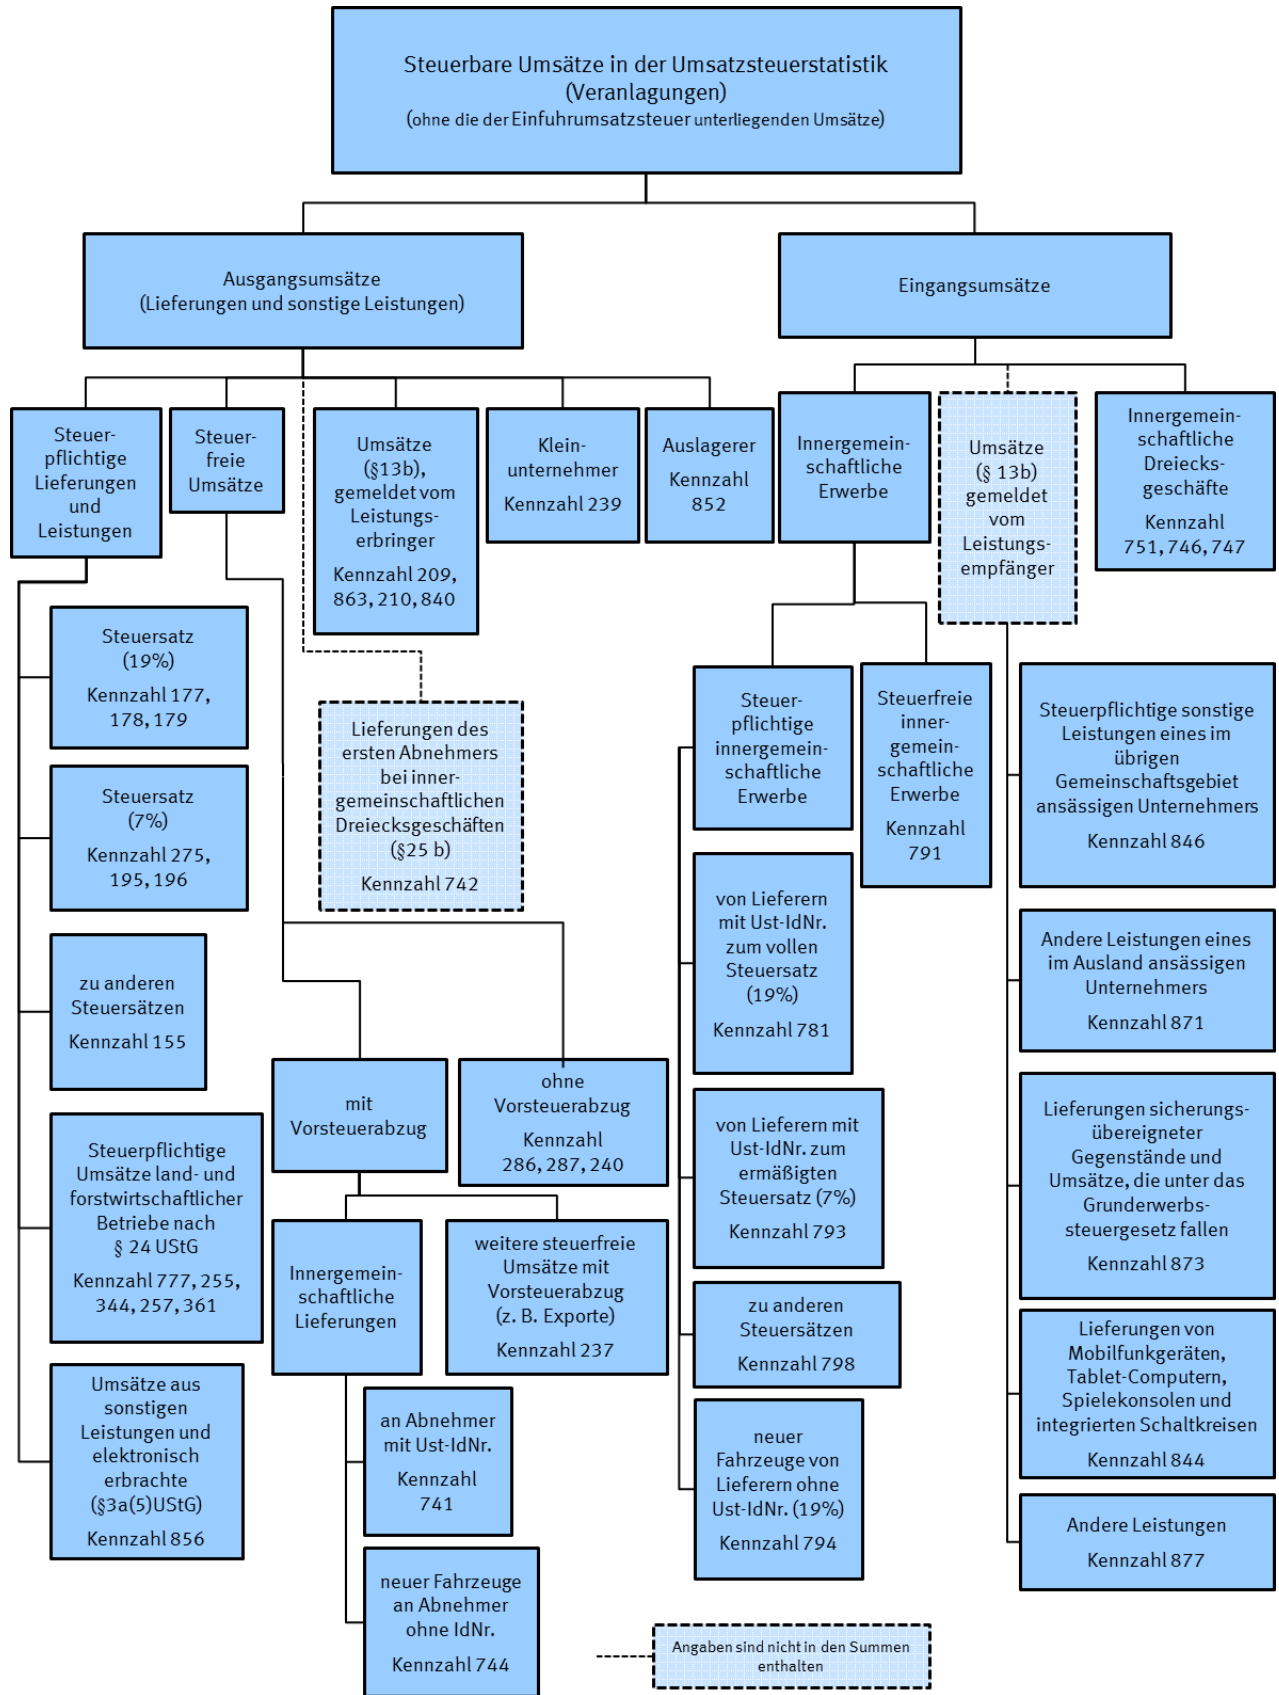 Steuerbare Umsätze in der Umsatzsteuerstatistik
(Veranlagungen)
(ohne die der Einfuhrumsatzsteuer unterliegenden Umsätze)
Ausgangsumsätze
(Lieferungen und sonstige Leistungen)
Eingangsumsätze
Steuer-
pflichtige
Lieferungen
und
Leistungen
Steuer-
freie
Umsätze
Umsätze
(§13b),
gemeldet vom
Leistungs-
erbringer
Kennzahl 209,
863, 210, 840
Klein-
unternehmer
Kennzahl 239
Auslagerer
Kennzahl
852
Innergemein-
schaftliche
Erwerbe
Umsätze
(§ 13b)
gemeldet
vom
Leistungs-
empfänger
Innergemein-
schaftliche
Dreiecks-
geschäfte
Kennzahl
751, 746, 747
Steuersatz
(19%)
Kennzahl 177,
178, 179
Steuersatz
(7%)
Kennzahl 275,
195, 196
zu anderen
Steuersätzen
Kennzahl 155
Steuerpflichtige
Umsätze land- und
forstwirtschaftlicher
Betriebe nach
§ 24 UStG
Kennzahl 777, 255,
344, 257, 361
Umsätze aus
sonstigen
Leistungen und
elektronisch
erbrachte
(§3a(5)UStG)
Kennzahl 856
Lieferungen des
ersten Abnehmers
bei inner-
gemeinschaftlichen
Dreiecksgeschäften
(§25 b)
Kennzahl 742
mit
Vorsteuerabzug
ohne
Vorsteuerabzug
Kennzahl
286, 287, 240
Innergemein-
schaftliche
Lieferungen
weitere steuerfreie
Umsätze mit
Vorsteuerabzug
(z. B. Exporte)
Kennzahl 237
an Abnehmer
mit Ust-IdNr.
Kennzahl
741
neuer Fahrzeuge
an Abnehmer
ohne IdNr.
Kennzahl 744
Steuer-
pflichtige
innergemein-
schaftliche
Erwerbe
Steuerfreie
inner-
gemein-
schaftliche
Erwerbe
Kennzahl
791
von Lieferern
mit Ust-IdNr.
zum vollen
Steuersatz
(19%)
Kennzahl 781
von Lieferern mit
Ust-IdNr. zum
ermäßigten
Steuersatz (7%)
Kennzahl 793
zu anderen
Steuersätzen
Kennzahl 798
neuer
Fahrzeuge von
Lieferern ohne
Ust-IdNr. (19%)
Kennzahl 794
Steuerpflichtige sonstige
Leistungen eines im
übrigen
Gemeinschaftsgebiet
ansässigen Unternehmers
Kennzahl 846
Andere Leistungen eines
im Ausland ansässigen
Unternehmers
Kennzahl 871
Lieferungen sicherungs-
übereigneter
Gegenstände und
Umsätze, die unter das
Grunderwerbs-
steuergesetz fallen
Kennzahl 873
Lieferungen von
Mobilfunkgeräten,
Tablet-Computern,
Spielekonsolen und
integrierten Schaltkreisen
Kennzahl 844
Andere Leistungen
Kennzahl 877
Angaben sind nicht in den Summen
enthalten